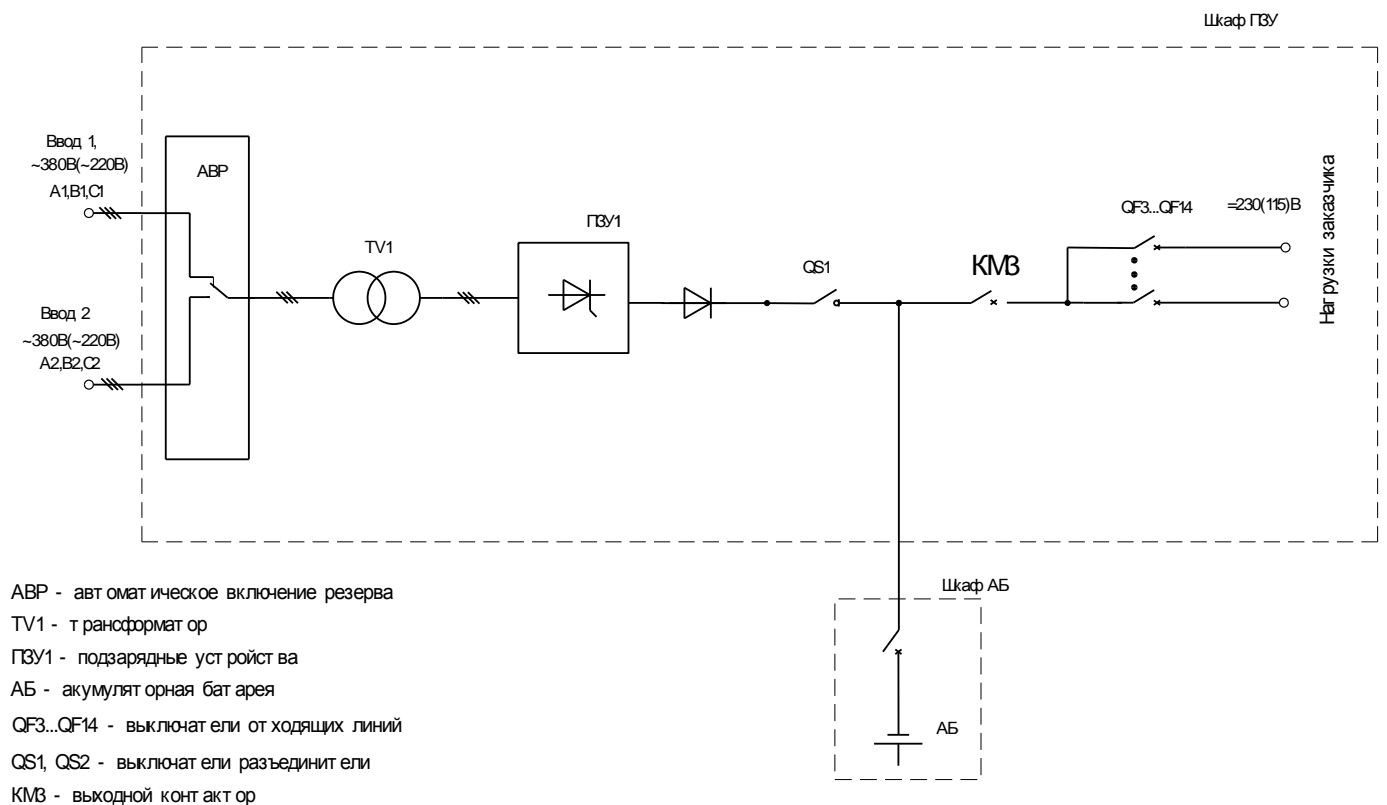 Шкаф ПЗУ
Ввод 1,
~380В(~220В)
А1,В1,С1
АВР
Ввод 2
~380В(~220В)
А2,В2,С2
TV1
ПЗУ1
QS1
КМ3
QF3...QF14
=230(115)В
Нагрузки заказчика
Шкаф АБ
АБ
АВР - автоматическое включение резерва
TV1 - трансформатор
ПЗУ1 - подзарядные устройства
АБ - акумуляторная батарея
QF3...QF14 - выключатели отходящих линий
QS1, QS2 - выключатели разъединители
КМ3 - выходной контактор